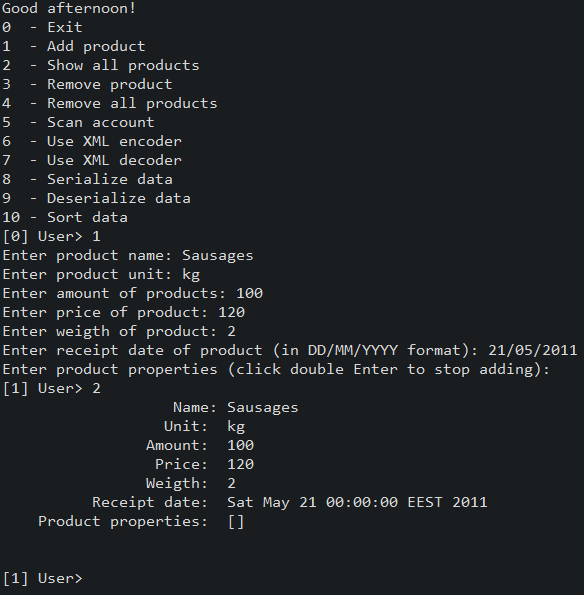 Good afternoon!
0  - Exit
1  - Add product
2  - Show all products
3  - Remove product
4  - Remove all products
5  - Scan account
6  - Use XML encoder
7  - Use XML decoder
8  - Serialize data
9  - Deserialize data
10 - Sort data
[0] User> 1
Enter product name: Sausages
Enter product unit: kg
Enter amount of products: 100
Enter price of product: 120
Enter weigth of product: 2
Enter receipt date of product (in DD/MM/YYYY format): 21/05/2011
Enter product properties (click double Enter to stop adding):
[1] User> 2
                   Name: Sausages
                  Unit:  kg
                Amount:  100
                 Price:  120
                Weigth:  2
          Receipt date:  Sat May 21 00:00:00 EEST 2011
    Product properties:  []
[1] User>